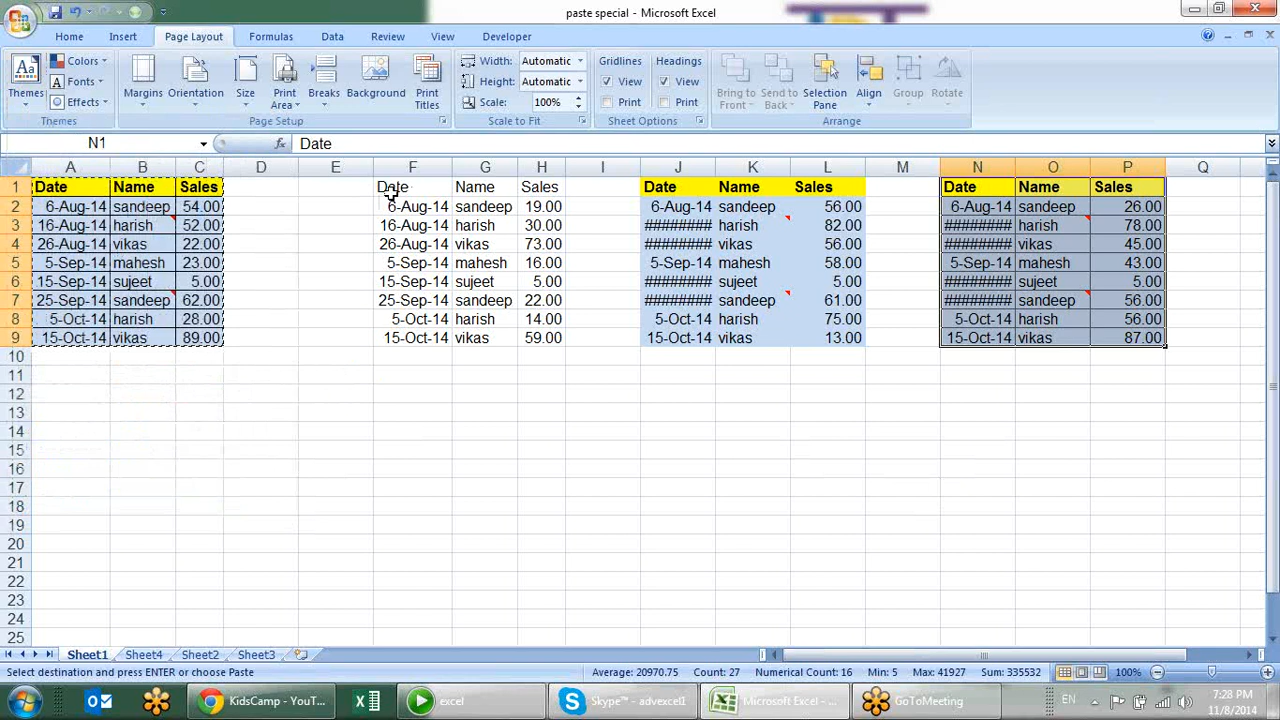 paste special - Microsoft Excel
Home Insert Page Layout Formulas Data Review View Developer
Themes Colors Fonts Effects Margins Orientation Size Print Area Breaks Background Print Titles Width: Automatic Height: Automatic Scale: 100% Gridlines View Print Headings View Print Bring to Front Send to Back Selection Pane Align Group Rotate
Themes Page Setup Scale to Fit Sheet Options Arrange
N1 fx Date
A B C D E F G H I J K L M N O P Q
1 Date Name Sales Date Name Sales Date Name Sales Date Name Sales
2 6-Aug-14 sandeep 54.00 6-Aug-14 sandeep 19.00 6-Aug-14 sandeep 56.00 6-Aug-14 sandeep 26.00
3 16-Aug-14 harish 52.00 16-Aug-14 harish 30.00 ######## harish 82.00 ######## harish 78.00
4 26-Aug-14 vikas 22.00 26-Aug-14 vikas 73.00 ######## vikas 56.00 ######## vikas 45.00
5 5-Sep-14 mahesh 23.00 5-Sep-14 mahesh 16.00 5-Sep-14 mahesh 58.00 5-Sep-14 mahesh 43.00
6 15-Sep-14 sujeet 5.00 15-Sep-14 sujeet 5.00 ######## sujeet 5.00 ######## sujeet 5.00
7 25-Sep-14 sandeep 62.00 25-Sep-14 sandeep 22.00 ######## sandeep 61.00 ######## sandeep 56.00
8 5-Oct-14 harish 28.00 5-Oct-14 harish 14.00 5-Oct-14 harish 75.00 5-Oct-14 harish 56.00
9 15-Oct-14 vikas 89.00 15-Oct-14 vikas 59.00 15-Oct-14 vikas 13.00 15-Oct-14 vikas 87.00
10
11
12
13
14
15
16
17
18
19
20
21
22
23
24
25
Sheet1 Sheet4 Sheet2 Sheet3
Select destination and press ENTER or choose Paste Average: 20970.75 Count: 27 Numerical Count: 16 Min: 5 Max: 41927 Sum: 335532 100%
KidsCamp - YouT... excel Skype™ - advexcel1 Microsoft Excel - ... GoToMeeting EN 7:28 PM
11/8/2014